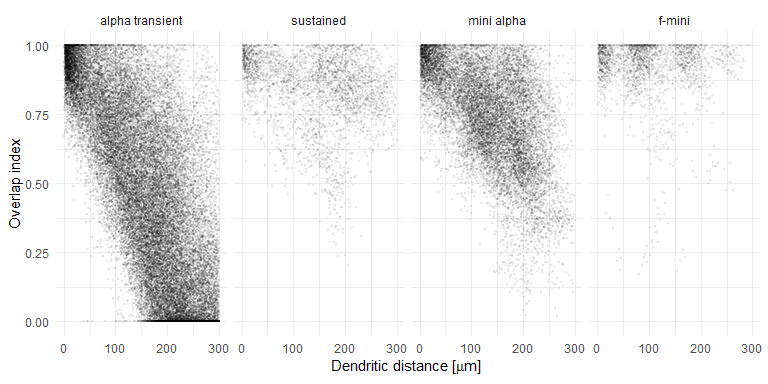 alpha transient sustained mini alpha f-mini
1.00
0.75
0.50
0.25
0.00
Overlap index
0 100 200 300 0 100 200 300 0 100 200 300 0 100 200 300
Dendritic distance [μm]